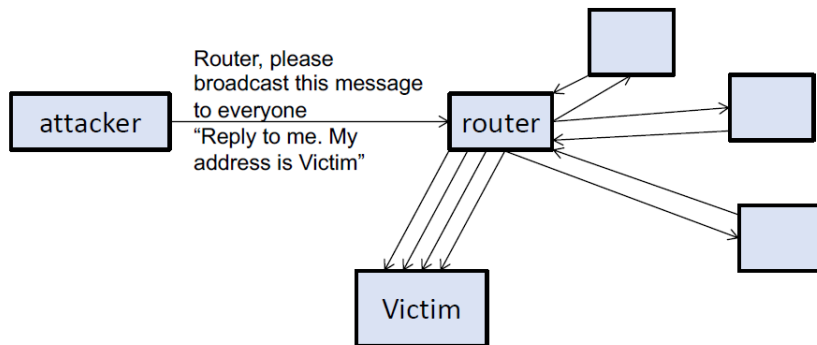 Router, please
broadcast this message
to everyone
“Reply to me. My
address is Victim”
attacker
router
Victim